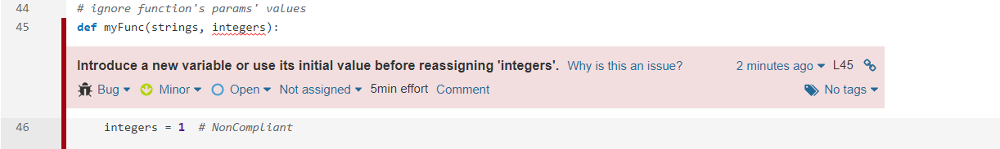 44 # ignore function's params' values
45 def myFunc(strings, integers):
Introduce a new variable or use its initial value before reassigning 'integers'. Why is this an issue? 2 minutes ago L45
Bug Minor Open Not assigned 5min effort Comment No tags
46 integers = 1 # NonCompliant